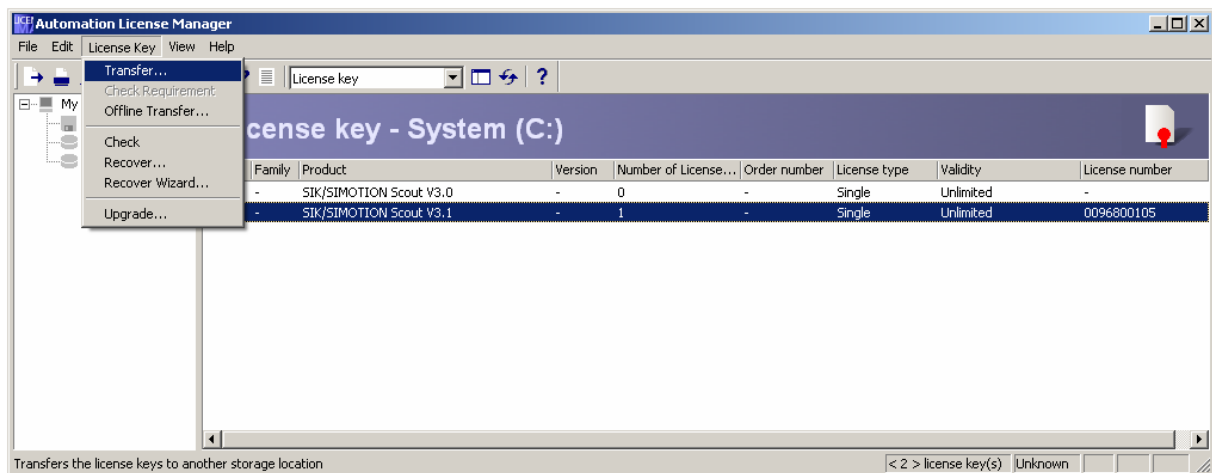 Automation License Manager
File Edit License Key View Help
Transfer...
Check Requirement
Offline Transfer...
Check
Recover...
Recover Wizard...
Upgrade...
License key
?
My
cense key - System (C:)
Family Product Version Number of License... Order number License type Validity License number
- SIK/SIMOTION Scout V3.0 - 0 - Single Unlimited -
- SIK/SIMOTION Scout V3.1 - 1 - Single Unlimited 0096800105
Transfers the license keys to another storage location
< 2 > license key(s) Unknown